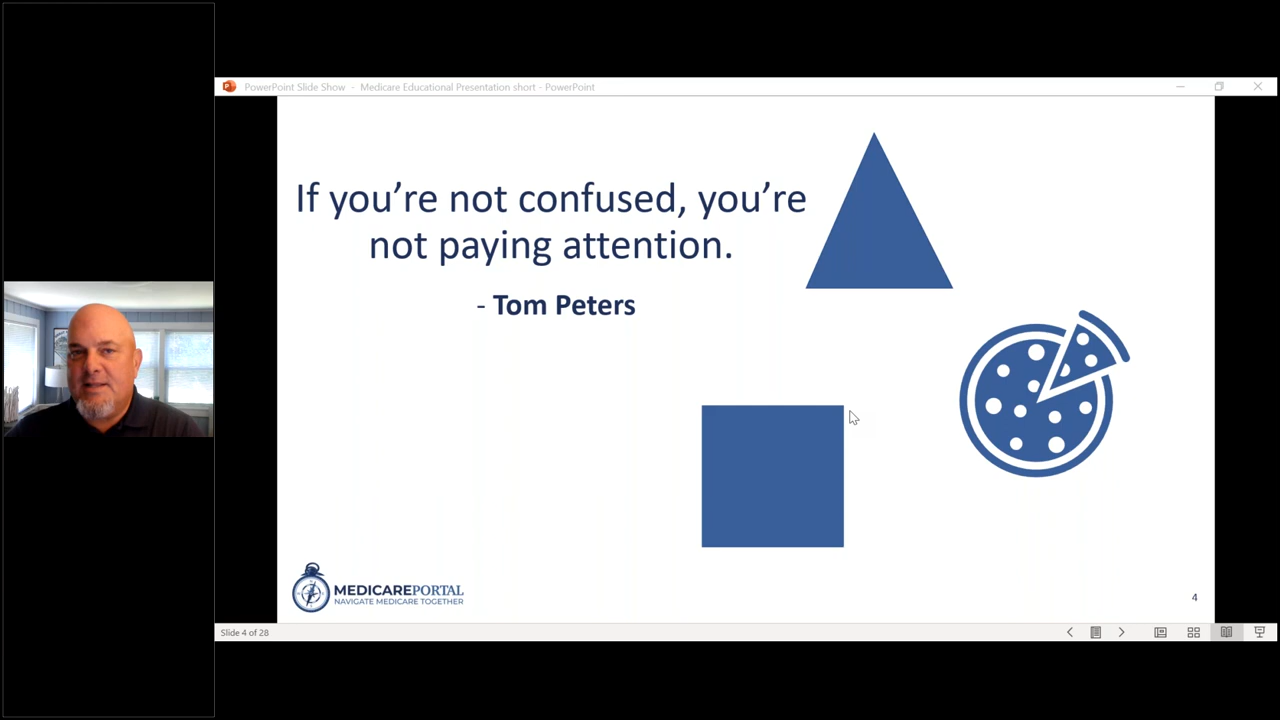 PowerPoint Slide Show - Medicare Educational Presentation short - PowerPoint
If you’re not confused, you’re
not paying attention.
- Tom Peters
MEDICAREPORTAL
NAVIGATE MEDICARE TOGETHER
4
Slide 4 of 28